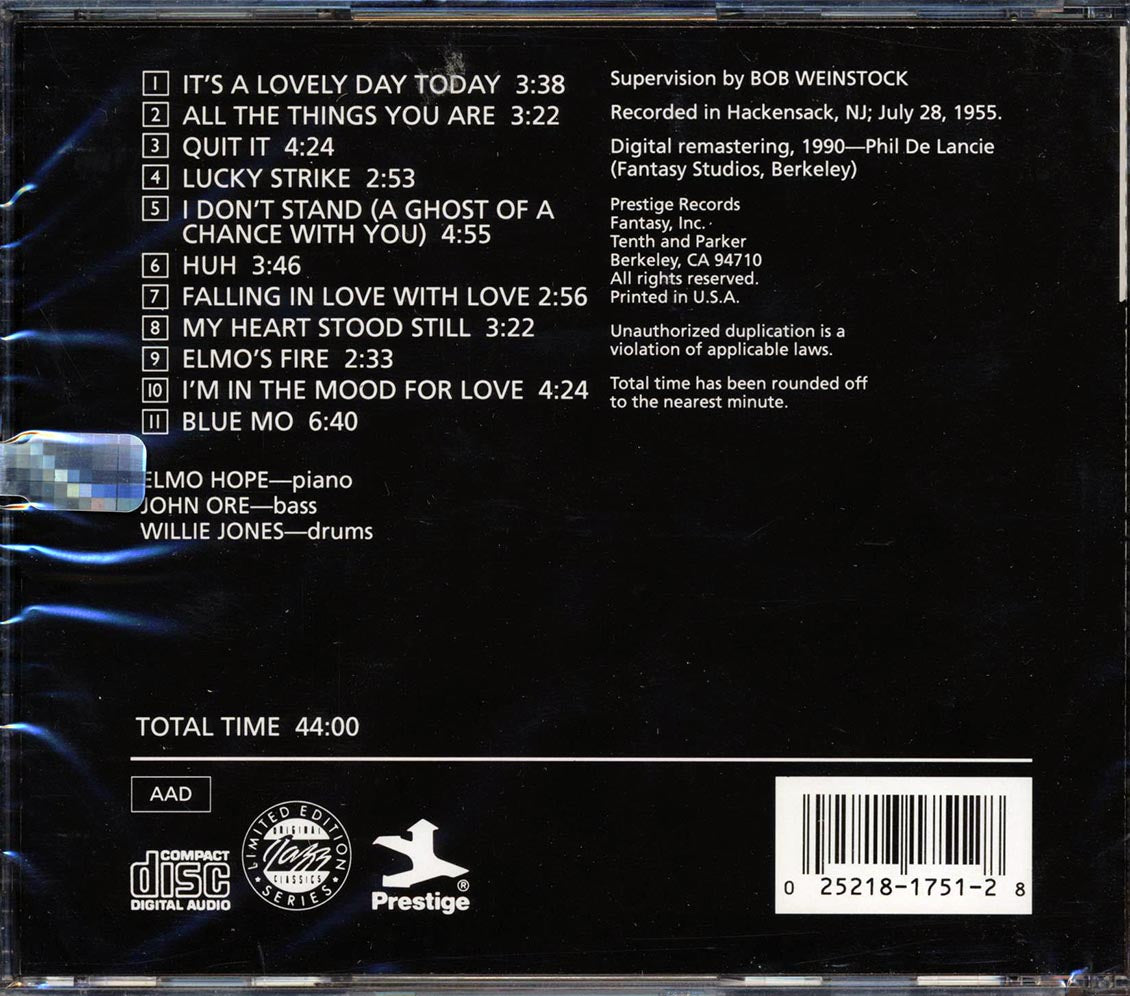 1 IT'S A LOVELY DAY TODAY 3:38
2 ALL THE THINGS YOU ARE 3:22
3 QUIT IT 4:24
4 LUCKY STRIKE 2:53
5 I DON'T STAND (A GHOST OF A
CHANCE WITH YOU) 4:55
6 HUH 3:46
7 FALLING IN LOVE WITH LOVE 2:56
8 MY HEART STOOD STILL 3:22
9 ELMO'S FIRE 2:33
10 I'M IN THE MOOD FOR LOVE 4:24
11 BLUE MO 6:40
ELMO HOPE—piano
JOHN ORE—bass
WILLIE JONES—drums
Supervision by BOB WEINSTOCK
Recorded in Hackensack, NJ; July 28, 1955.
Digital remastering, 1990—Phil De Lancie
(Fantasy Studios, Berkeley)
Prestige Records
Fantasy, Inc.
Tenth and Parker
Berkeley, CA 94710
All rights reserved.
Printed in U.S.A.
Unauthorized duplication is a
violation of applicable laws.
Total time has been rounded off
to the nearest minute.
TOTAL TIME 44:00
AAD
COMPACT
disc
DIGITAL AUDIO
LIMITED EDITION
ORIGINAL
Jazz
CLASSICS
SERIES
Prestige®
0 25218-1751-2 8